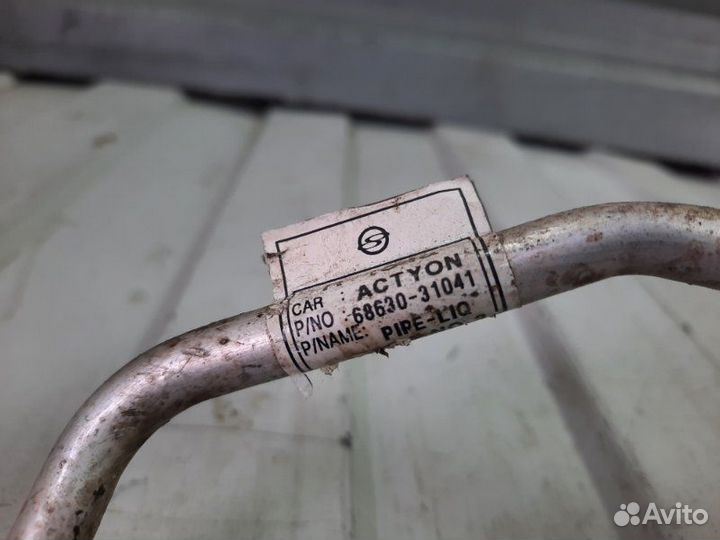 CAR : ACTYON
P/NO : 68630-31041
P/NAME: PIPE-LIQ
Avito